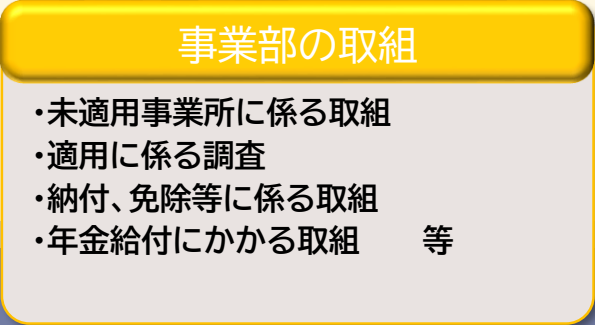 事業部の取組
・未適用事業所に係る取組
・適用に係る調査
・納付、免除等に係る取組
・年金給付にかかる取組　　等